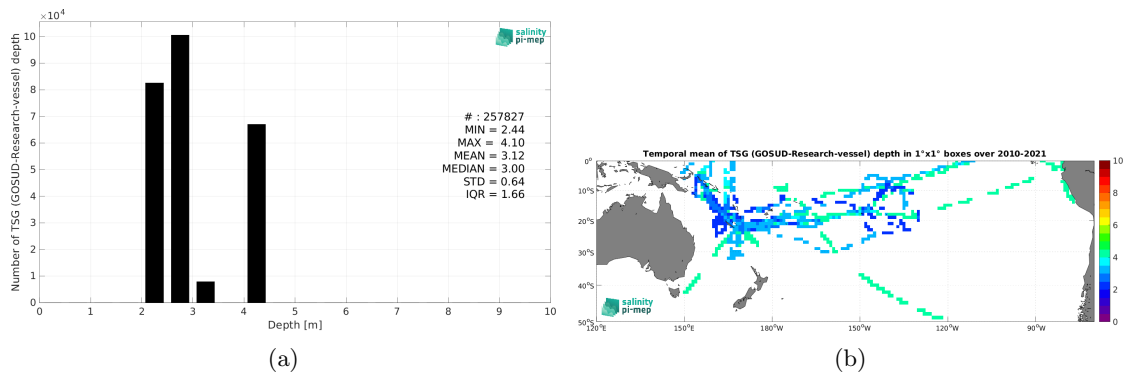 ×10⁴
10
9
8
7
6
5
4
3
2
1
0
Number of TSG (GOSUD-Research-vessel) depth
salinity
pi-mep
# : 257827
MIN = 2.44
MAX = 4.10
MEAN = 3.12
MEDIAN = 3.00
STD = 0.64
IQR = 1.66
0 1 2 3 4 5 6 7 8 9 10
Depth [m]
(a)
Temporal mean of TSG (GOSUD-Research-vessel) depth in 1°x1° boxes over 2010-2021
0°
10°S
20°S
30°S
40°S
50°S
120°E 150°E 180°W 150°W 120°W 90°W
salinity
pi-mep
10
8
6
4
2
0
(b)